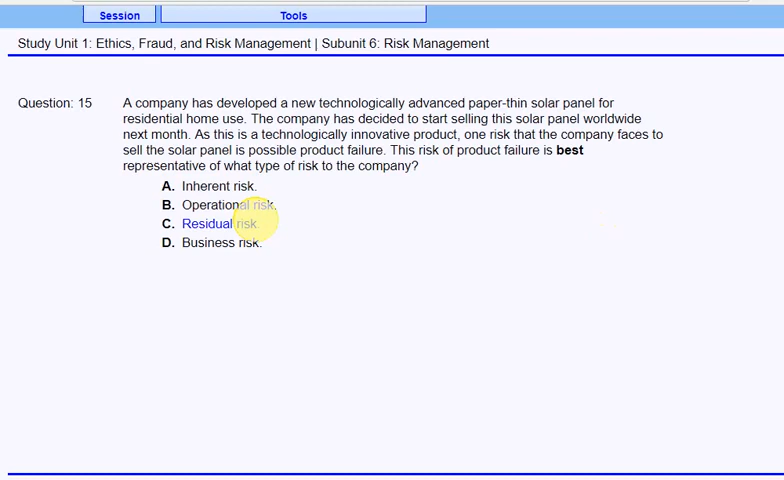 Session Tools
Study Unit 1: Ethics, Fraud, and Risk Management | Subunit 6: Risk Management
Question: 15 A company has developed a new technologically advanced paper-thin solar panel for
residential home use. The company has decided to start selling this solar panel worldwide
next month. As this is a technologically innovative product, one risk that the company faces to
sell the solar panel is possible product failure. This risk of product failure is best
representative of what type of risk to the company?
A. Inherent risk.
B. Operational risk.
C. Residual risk.
D. Business risk.